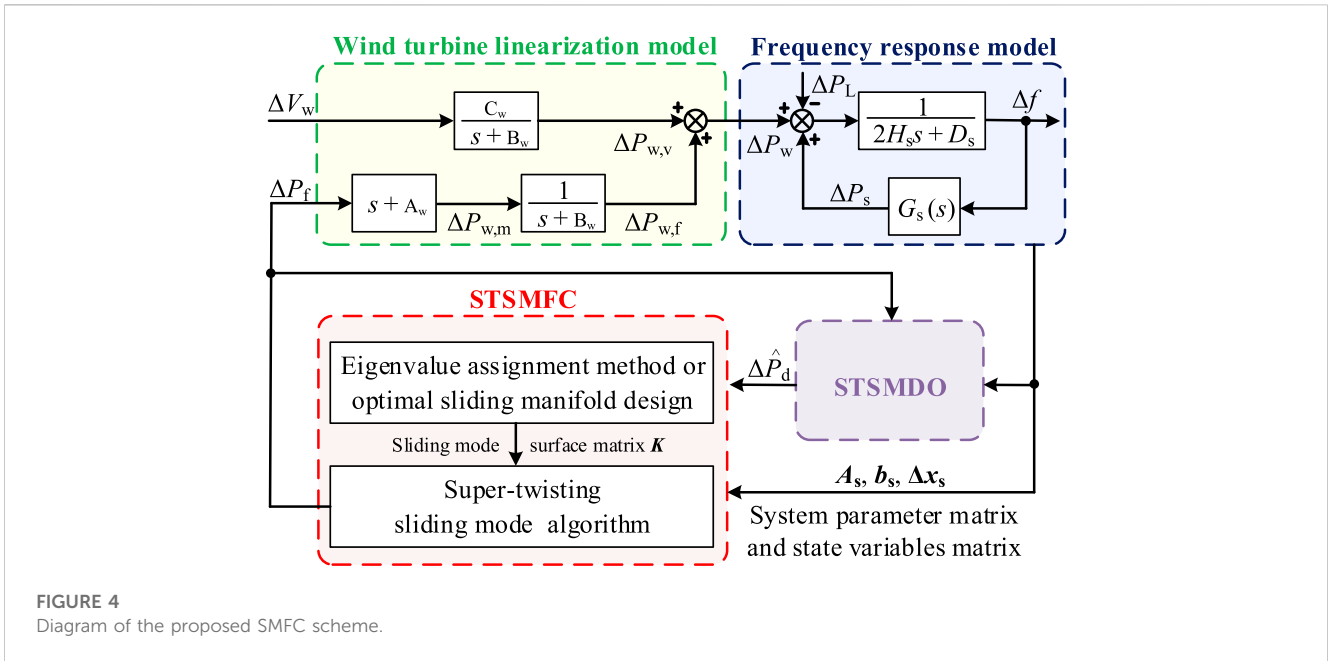 Wind turbine linearization model
Frequency response model
ΔV_w
C_w
s + B_w
ΔP_w,v
ΔP_f
s + A_w
ΔP_w,m
1
s + B_w
ΔP_w,f
+
+
ΔP_w
ΔP_L
+
−
+
1
2H_s s + D_s
Δf
ΔP_s
G_s (s)
STSMFC
Eigenvalue assignment method or
optimal sliding manifold design
Sliding mode surface matrix K
Super-twisting
sliding mode algorithm
ΔP̂_d
STSMDO
A_s, b_s, Δx_s
System parameter matrix
and state variables matrix
FIGURE 4
Diagram of the proposed SMFC scheme.